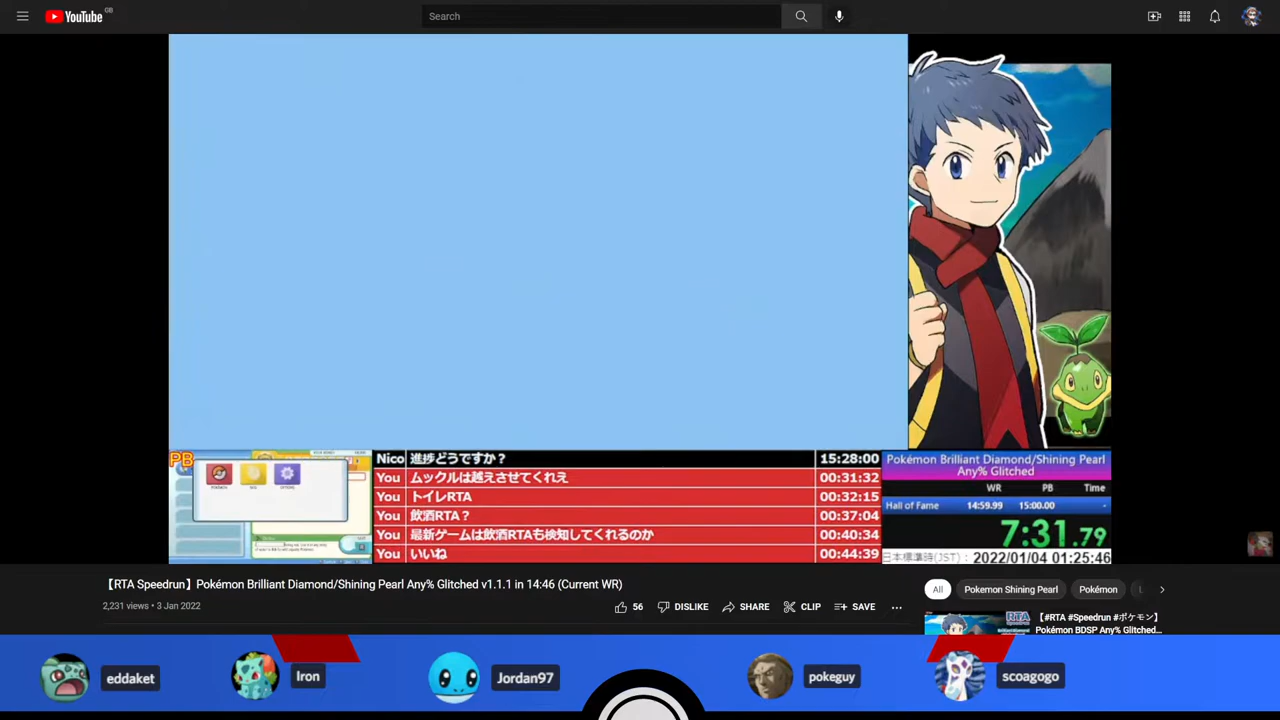 YouTube GB
Search
PB
Nico 進捗どうですか? 15:28:00
You ムックルは越えさせてくれえ 00:31:32
You トイレRTA 00:32:15
You 飲酒RTA? 00:37:04
You 最新ゲームは飲酒RTAも検知してくれるのか 00:40:34
You いいね 00:44:39
Pokémon Brilliant Diamond/Shining Pearl
Any% Glitched
WR PB Time
Hall of Fame 14:59.99 15:00.00 -
7:31.79
日本標準時(JST): 2022/01/04 01:25:46
【RTA Speedrun】Pokémon Brilliant Diamond/Shining Pearl Any% Glitched v1.1.1 in 14:46 (Current WR)
2,231 views • 3 Jan 2022
56 DISLIKE SHARE CLIP SAVE
All Pokemon Shining Pearl Pokémon
【#RTA #Speedrun #ポケモン】
Pokémon BDSP Any% Glitched...
eddaket
Iron
Jordan97
pokeguy
scoagogo